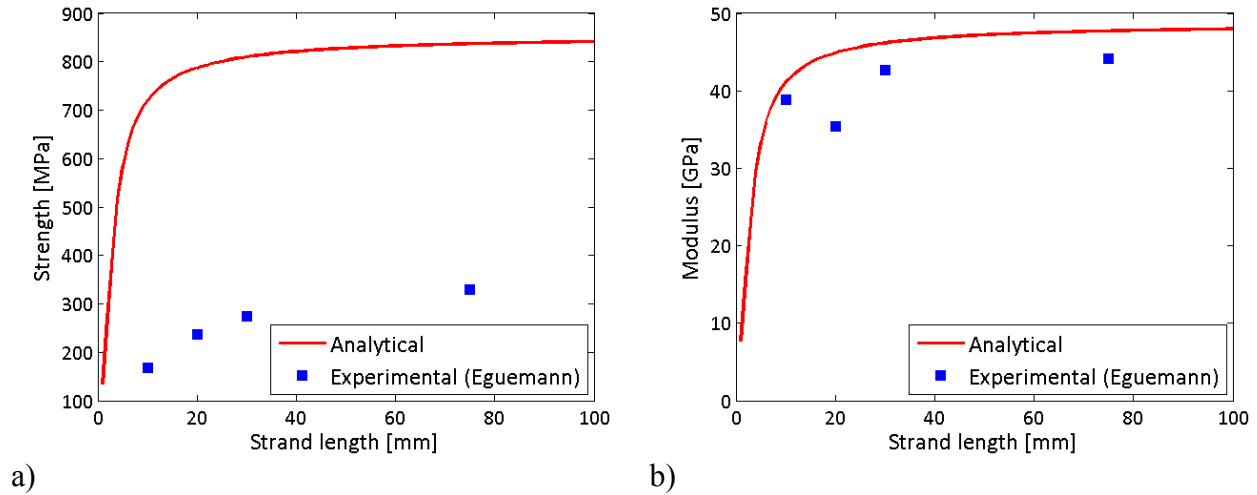 900
800
700
600
500
400
300
200
100
Strength [MPa]
0
20
40
60
80
100
Strand length [mm]
Analytical
Experimental (Eguemann)
a)
50
40
30
20
10
0
Modulus [GPa]
0
20
40
60
80
100
Strand length [mm]
Analytical
Experimental (Eguemann)
b)